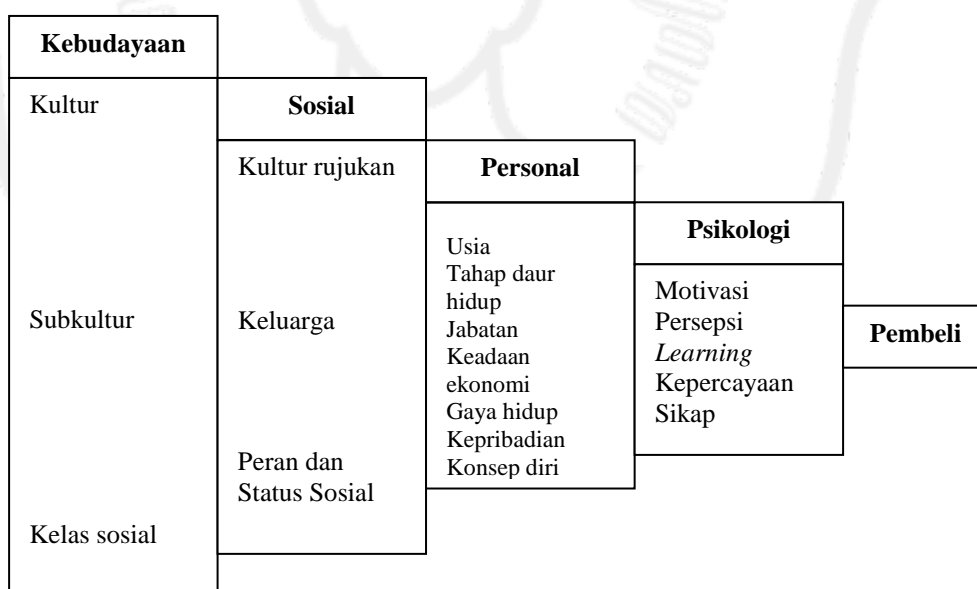 Kebudayaan
Kultur
Subkultur
Kelas sosial
Sosial
Kultur rujukan
Keluarga
Peran dan
Status Sosial
Personal
Usia
Tahap daur
hidup
Jabatan
Keadaan
ekonomi
Gaya hidup
Kepribadian
Konsep diri
Psikologi
Motivasi
Persepsi
Learning
Kepercayaan
Sikap
Pembeli